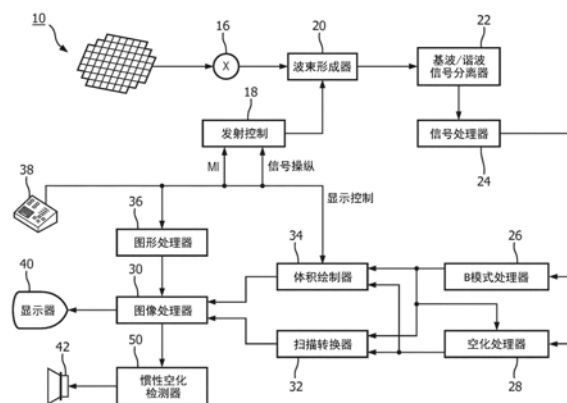 10
16
X
20
波束形成器
22
基波/谐波
信号分离器
18
发射控制
信号处理器
24
MI
信号操纵
38
显示控制
36
图形处理器
34
体积绘制器
26
B模式处理器
40
显示器
30
图像处理器
扫描转换器
32
空化处理器
28
42
50
惯性空化
检测器